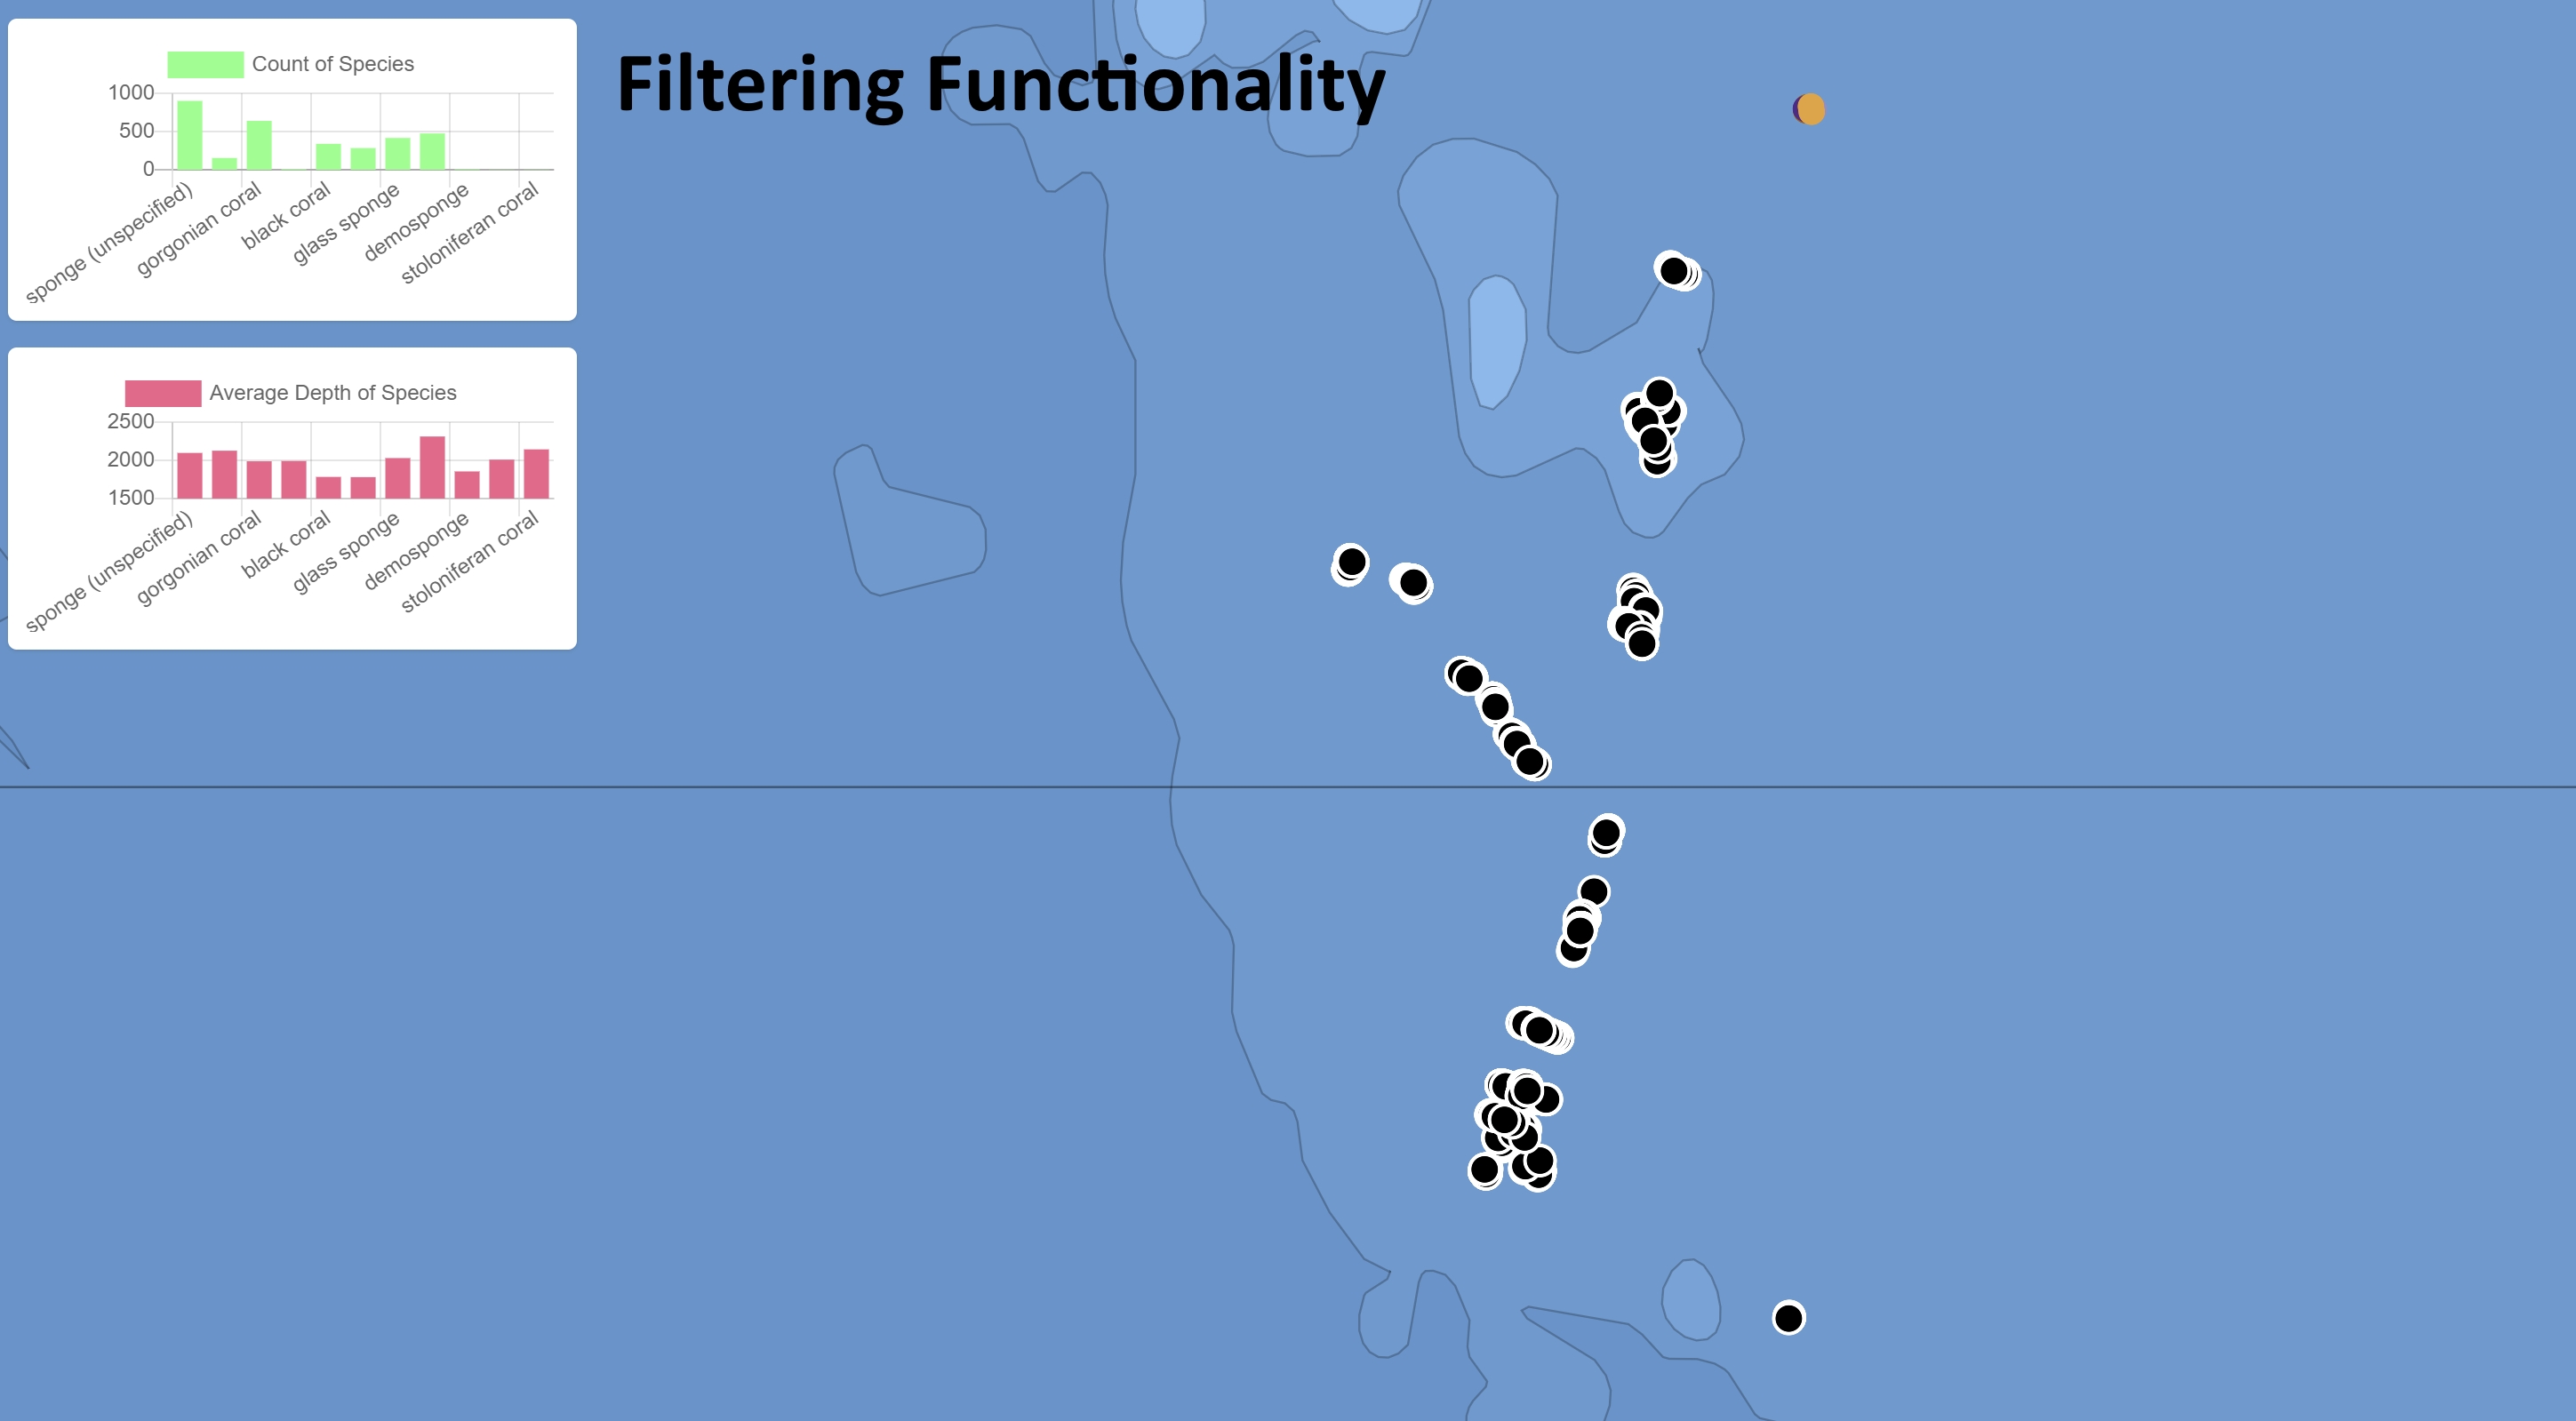 Filtering Functionality
Count of Species
1000
500
0
sponge (unspecified)
gorgonian coral
black coral
glass sponge
demosponge
stoloniferan coral
Average Depth of Species
2500
2000
1500
sponge (unspecified)
gorgonian coral
black coral
glass sponge
demosponge
stoloniferan coral